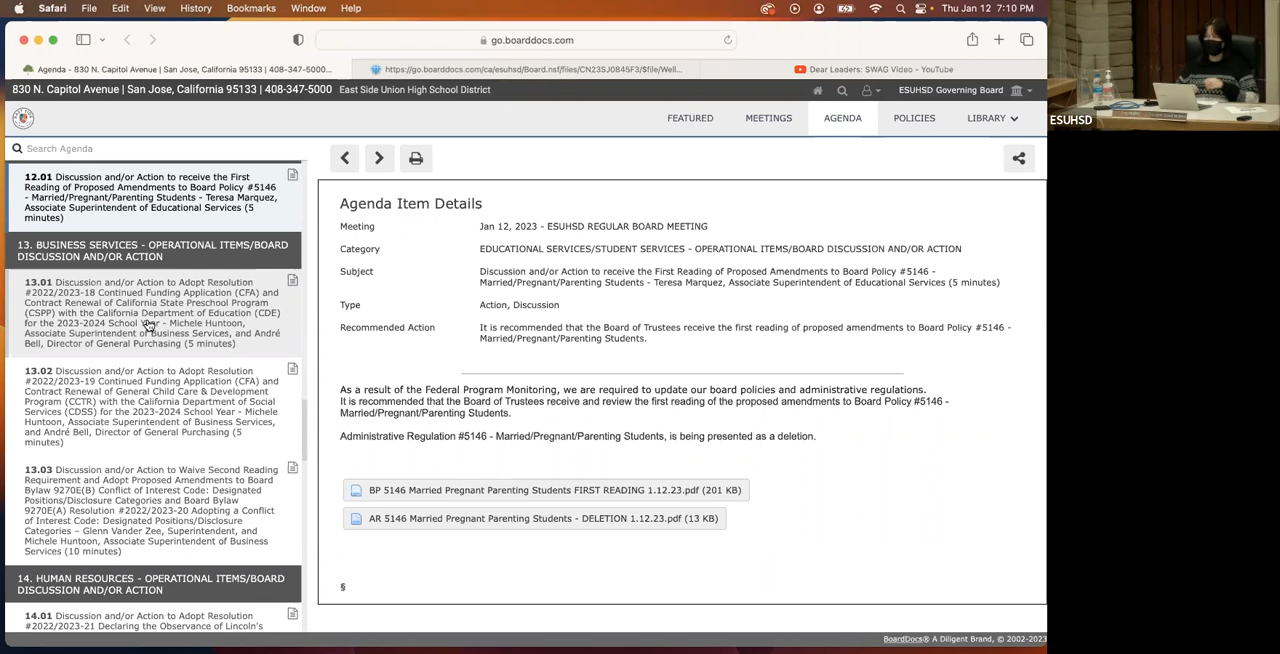 Safari File Edit View History Bookmarks Window Help Thu Jan 12 7:10 PM
go.boarddocs.com
Agenda - 830 N. Capitol Avenue | San Jose, California 95133 | 408-347-5000...
https://go.boarddocs.com/ca/esuhsd/Board.nsf/files/CN23SJ0845F3/$file/Well...
Dear Leaders: SWAG Video - YouTube
830 N. Capitol Avenue | San Jose, California 95133 | 408-347-5000 East Side Union High School District
ESUHSD Governing Board
ESUHSD
FEATURED MEETINGS AGENDA POLICIES LIBRARY
Search Agenda
12.01 Discussion and/or Action to receive the First
Reading of Proposed Amendments to Board Policy #5146
- Married/Pregnant/Parenting Students - Teresa Marquez,
Associate Superintendent of Educational Services (5
minutes)
13. BUSINESS SERVICES - OPERATIONAL ITEMS/BOARD
DISCUSSION AND/OR ACTION
13.01 Discussion and/or Action to Adopt Resolution
#2022/2023-18 Continued Funding Application (CFA) and
Contract Renewal of California State Preschool Program
(CSPP) with the California Department of Education (CDE)
for the 2023-2024 School Year - Michele Huntoon,
Associate Superintendent of Business Services, and André
Bell, Director of General Purchasing (5 minutes)
13.02 Discussion and/or Action to Adopt Resolution
#2022/2023-19 Continued Funding Application (CFA) and
Contract Renewal of General Child Care & Development
Program (CCTR) with the California Department of Social
Services (CDSS) for the 2023-2024 School Year - Michele
Huntoon, Associate Superintendent of Business Services,
and André Bell, Director of General Purchasing (5
minutes)
13.03 Discussion and/or Action to Waive Second Reading
Requirement and Adopt Proposed Amendments to Board
Bylaw 9270E(B) Conflict of Interest Code: Designated
Positions/Disclosure Categories and Board Bylaw
9270E(A) Resolution #2022/2023-20 Adopting a Conflict
of Interest Code: Designated Positions/Disclosure
Categories – Glenn Vander Zee, Superintendent, and
Michele Huntoon, Associate Superintendent of Business
Services (10 minutes)
14. HUMAN RESOURCES - OPERATIONAL ITEMS/BOARD
DISCUSSION AND/OR ACTION
14.01 Discussion and/or Action to Adopt Resolution
#2022/2023-21 Declaring the Observance of Lincoln's
Agenda Item Details
Meeting Jan 12, 2023 - ESUHSD REGULAR BOARD MEETING
Category EDUCATIONAL SERVICES/STUDENT SERVICES - OPERATIONAL ITEMS/BOARD DISCUSSION AND/OR ACTION
Subject Discussion and/or Action to receive the First Reading of Proposed Amendments to Board Policy #5146 -
Married/Pregnant/Parenting Students - Teresa Marquez, Associate Superintendent of Educational Services (5 minutes)
Type Action, Discussion
Recommended Action It is recommended that the Board of Trustees receive the first reading of proposed amendments to Board Policy #5146 -
Married/Pregnant/Parenting Students.
As a result of the Federal Program Monitoring, we are required to update our board policies and administrative regulations.
It is recommended that the Board of Trustees receive and review the first reading of the proposed amendments to Board Policy #5146 -
Married/Pregnant/Parenting Students.
Administrative Regulation #5146 - Married/Pregnant/Parenting Students, is being presented as a deletion.
BP 5146 Married Pregnant Parenting Students FIRST READING 1.12.23.pdf (201 KB)
AR 5146 Married Pregnant Parenting Students - DELETION 1.12.23.pdf (13 KB)
§
BoardDocs® A Diligent Brand, © 2002-2023